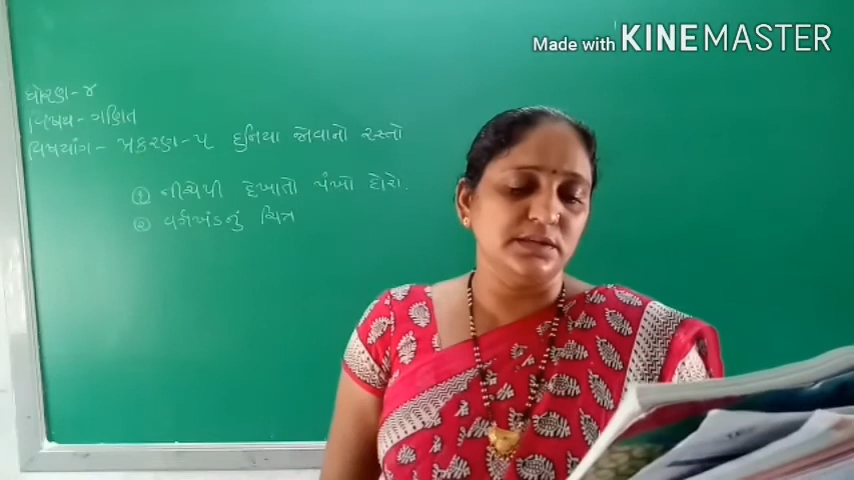 Made with KINEMASTER
ધોરણ-૪
વિષય- ગણિત
વિષયાંગ- પ્રકરણ-૫ દુનિયા જોવાનો રસ્તો
① નીચેથી દેખાતો પંખો દોરો.
② વર્ગખંડનું ચિત્ર